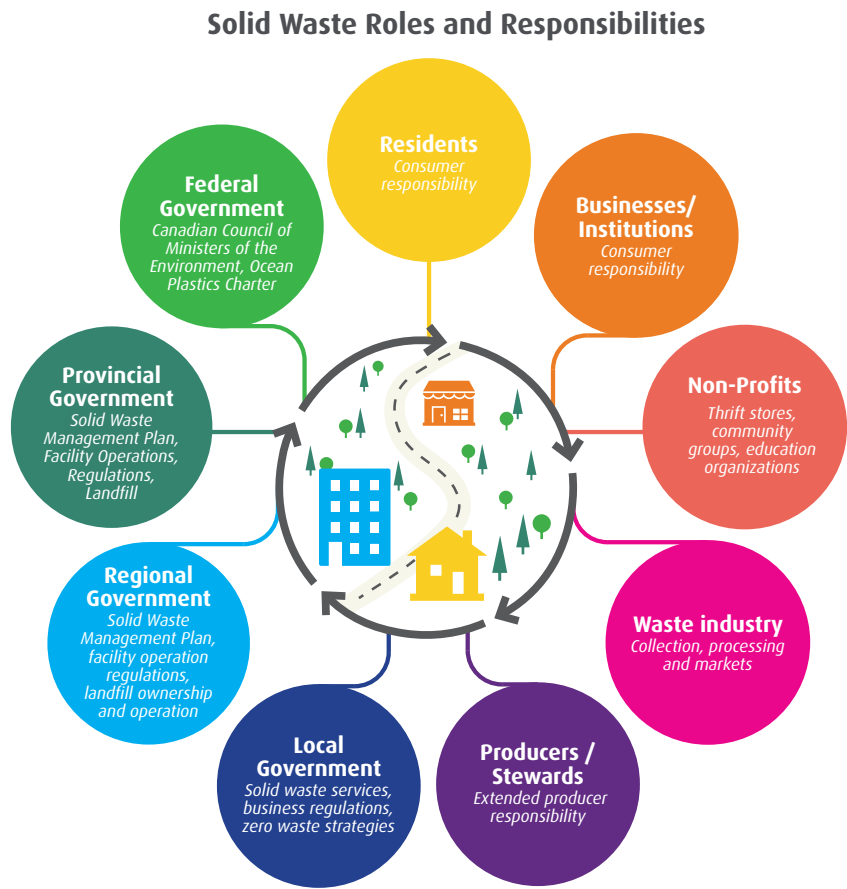 Solid Waste Roles and Responsibilities
Residents
Consumer
responsibility
Businesses/
Institutions
Consumer
responsibility
Non-Profits
Thrift stores,
community
groups, education
organizations
Waste industry
Collection, processing
and markets
Producers /
Stewards
Extended producer
responsibility
Local
Government
Solid waste services,
business regulations,
zero waste strategies
Regional
Government
Solid Waste
Management Plan,
facility operation
regulations,
landfill ownership
and operation
Provincial
Government
Solid Waste
Management Plan,
Facility Operations,
Regulations,
Landfill
Federal
Government
Canadian Council of
Ministers of the
Environment, Ocean
Plastics Charter